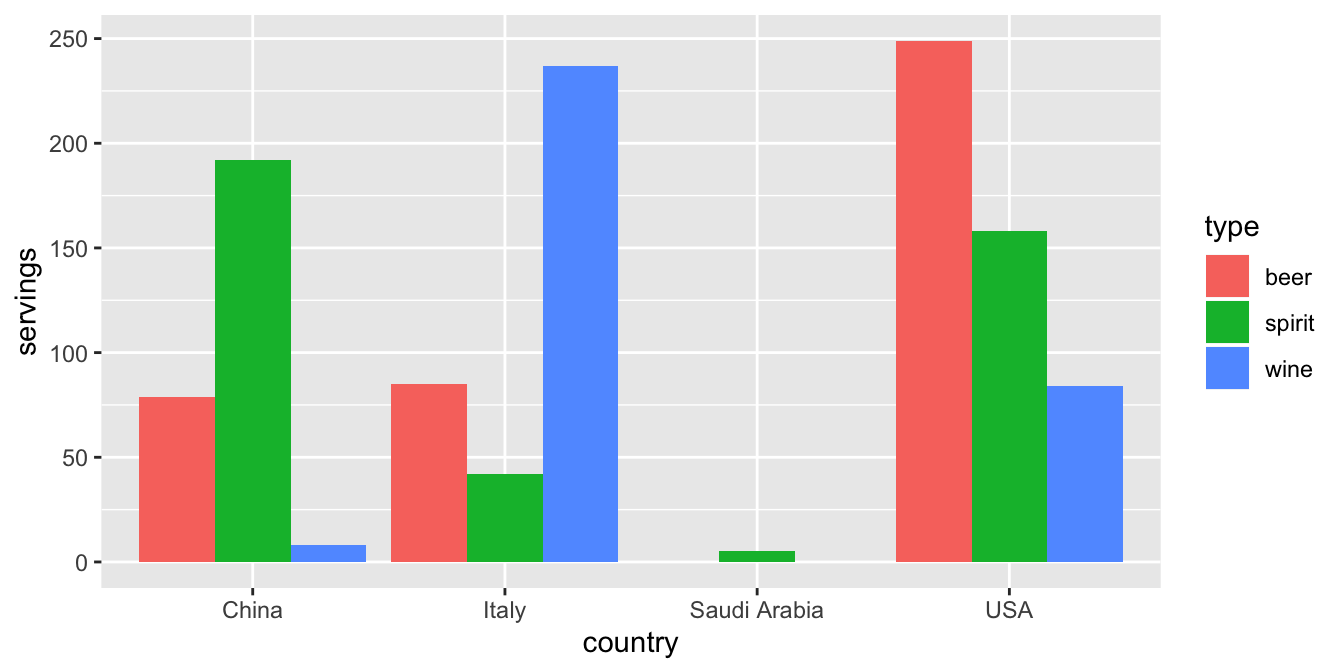 servings
250
200
150
100
50
0
China Italy Saudi Arabia USA
country
type
beer
spirit
wine